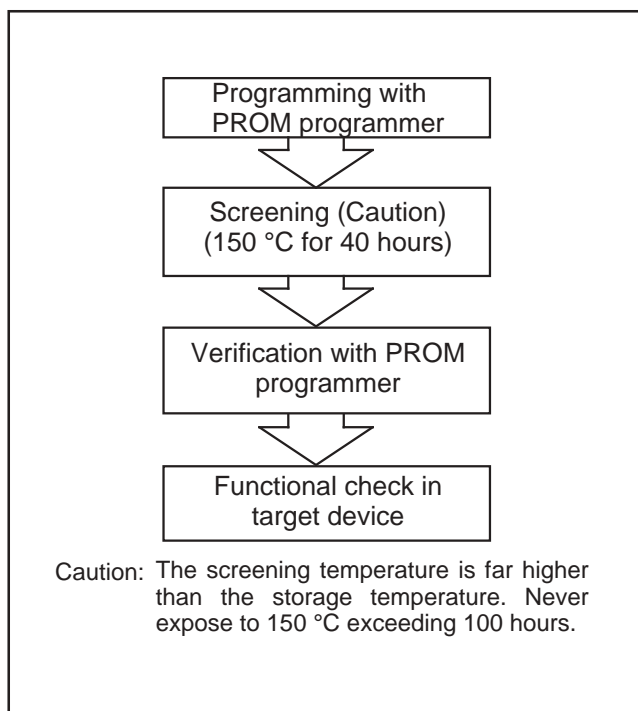 Programming with
PROM programmer
Screening (Caution)
(150 °C for 40 hours)
Verification with PROM
programmer
Functional check in
target device
Caution: The screening temperature is far higher
than the storage temperature. Never
expose to 150 °C exceeding 100 hours.